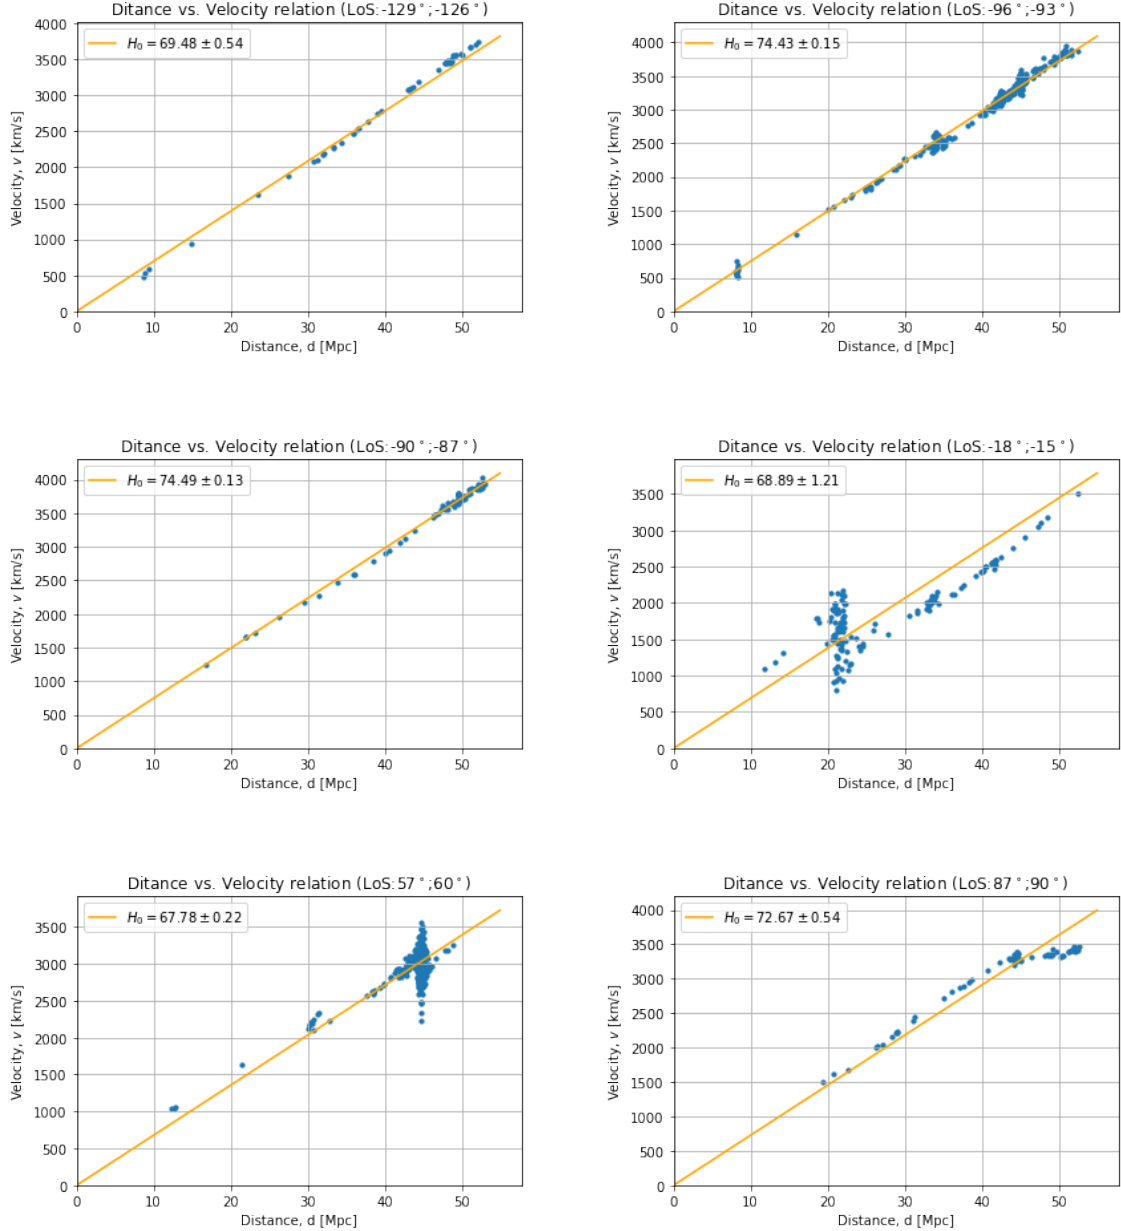 Ditance vs. Velocity relation (LoS:-129°;-126°)
H₀ = 69.48 ± 0.54
4000
3500
3000
2500
2000
1500
1000
500
0
Velocity, v [km/s]
0 10 20 30 40 50
Distance, d [Mpc]
Ditance vs. Velocity relation (LoS:-96°;-93°)
H₀ = 74.43 ± 0.15
4000
3500
3000
2500
2000
1500
1000
500
0
Velocity, v [km/s]
0 10 20 30 40 50
Distance, d [Mpc]
Ditance vs. Velocity relation (LoS:-90°;-87°)
H₀ = 74.49 ± 0.13
4000
3500
3000
2500
2000
1500
1000
500
0
Velocity, v [km/s]
0 10 20 30 40 50
Distance, d [Mpc]
Ditance vs. Velocity relation (LoS:-18°;-15°)
H₀ = 68.89 ± 1.21
3500
3000
2500
2000
1500
1000
500
0
Velocity, v [km/s]
0 10 20 30 40 50
Distance, d [Mpc]
Ditance vs. Velocity relation (LoS:57°;60°)
H₀ = 67.78 ± 0.22
3500
3000
2500
2000
1500
1000
500
0
Velocity, v [km/s]
0 10 20 30 40 50
Distance, d [Mpc]
Ditance vs. Velocity relation (LoS:87°;90°)
H₀ = 72.67 ± 0.54
4000
3500
3000
2500
2000
1500
1000
500
0
Velocity, v [km/s]
0 10 20 30 40 50
Distance, d [Mpc]